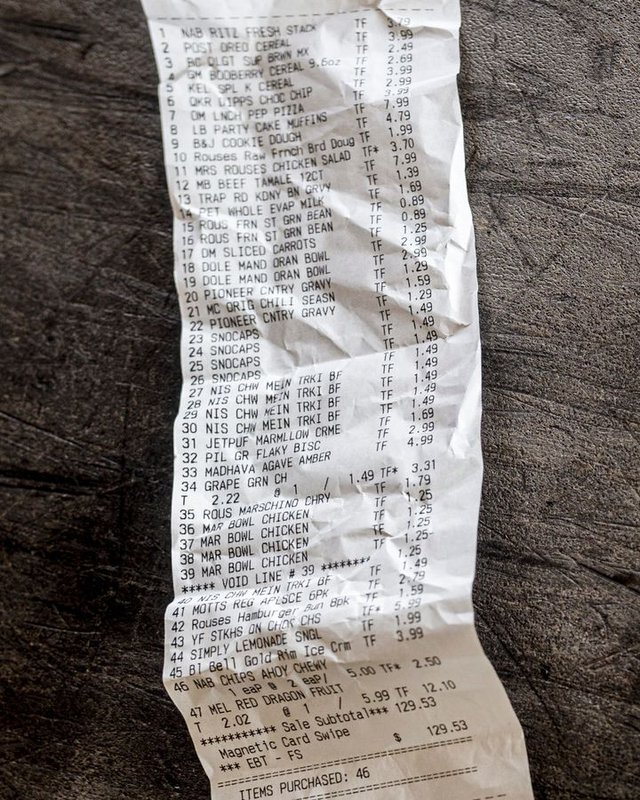 1 NAB RITZ FRESH STACK TF 3.79
2 POST OREO CEREAL TF 3.99
3 BC DLGT SUP BRWN MX TF 2.49
4 GM BOOBERRY CEREAL 9.6oz TF 2.69
5 KEL SPL K CEREAL TF 3.99
6 QKR DIPPS CHOC CHIP TF
7 OM LNCH PEP PIZZA TF 3.99
8 LB PARTY CAKE MUFFINS TF 7.99
9 B&J COOKIE DOUGH TF 4.79
10 Rouses Raw Frnch Brd Doug TF 1.99
11 MRS ROUSES CHICKEN SALAD TF* 3.70
12 MB BEEF TAMALE 12CT TF 7.99
13 TRAP RD KDNY BN GRVY TF 1.39
14 PET WHOLE EVAP MILK TF 1.69
15 ROUS FRN ST GRN BEAN TF 0.89
16 ROUS FRN ST GRN BEAN TF 0.89
17 DM SLICED CARROTS TF 1.25
18 DOLE MAND ORAN BOWL TF 2.99
19 DOLE MAND ORAN BOWL TF 2.99
20 PIONEER CNTRY GRAVY TF 1.29
21 MC ORIG CHILI SEASN TF 1.59
22 PIONEER CNTRY GRAVY TF 1.29
23 SNOCAPS TF 1.49
24 SNOCAPS TF 1.49
25 SNOCAPS TF 1.49
26 SNOCAPS TF 1.49
27 NIS CHW MEIN TRKI BF TF 1.49
28 NIS CHW MEIN TRKI BF TF 1.49
29 NIS CHW MEIN TRKI BF TF 1.49
30 NIS CHW MEIN TRKI BF TF 1.49
31 JETPUF MARMLLOW CRME TF 1.69
32 PIL GR FLAKY BISC TF 2.99
33 MADHAVA AGAVE AMBER TF 4.99
34 GRAPE GRN CH
T 2.22 @ 1 / 1.49 TF* 3.31
35 ROUS MARSCHINO CHRY TF 1.79
36 MAR BOWL CHICKEN TF 1.25
37 MAR BOWL CHICKEN TF 1.25
38 MAR BOWL CHICKEN TF 1.25
39 MAR BOWL CHICKEN TF 1.25
***** VOID LINE # 39 ******** 1.25
40 NIS CHW MEIN TRKI BF TF 1.49
41 MOTTS REG APLSCE 6PK TF 2.79
42 Rouses Hamburger Bun 8pk TF 1.59
43 YF STKHS ON CHDR CHS TF* 5.99
44 SIMPLY LEMONADE SNGL TF 1.99
45 Bl Bell Gold Rim Ice Crm TF 3.99
46 NAB CHIPS AHOY CHEWY
1 eaP @ 2 eaP/ 5.00 TF* 2.50
47 MEL RED DRAGON FRUIT
T 2.02 @ 1 / 5.99 TF 12.10
*********** Sale Subtotal*** 129.53
Magnetic Card Swipe
*** EBT - FS $ 129.53
ITEMS PURCHASED: 46